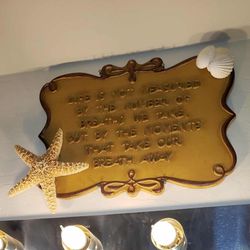 LIFE IS NOT MEASURED
BY THE NUMBER OF
BREATHS WE TAKE,
BUT BY THE MOMENTS
THAT TAKE OUR
BREATH AWAY